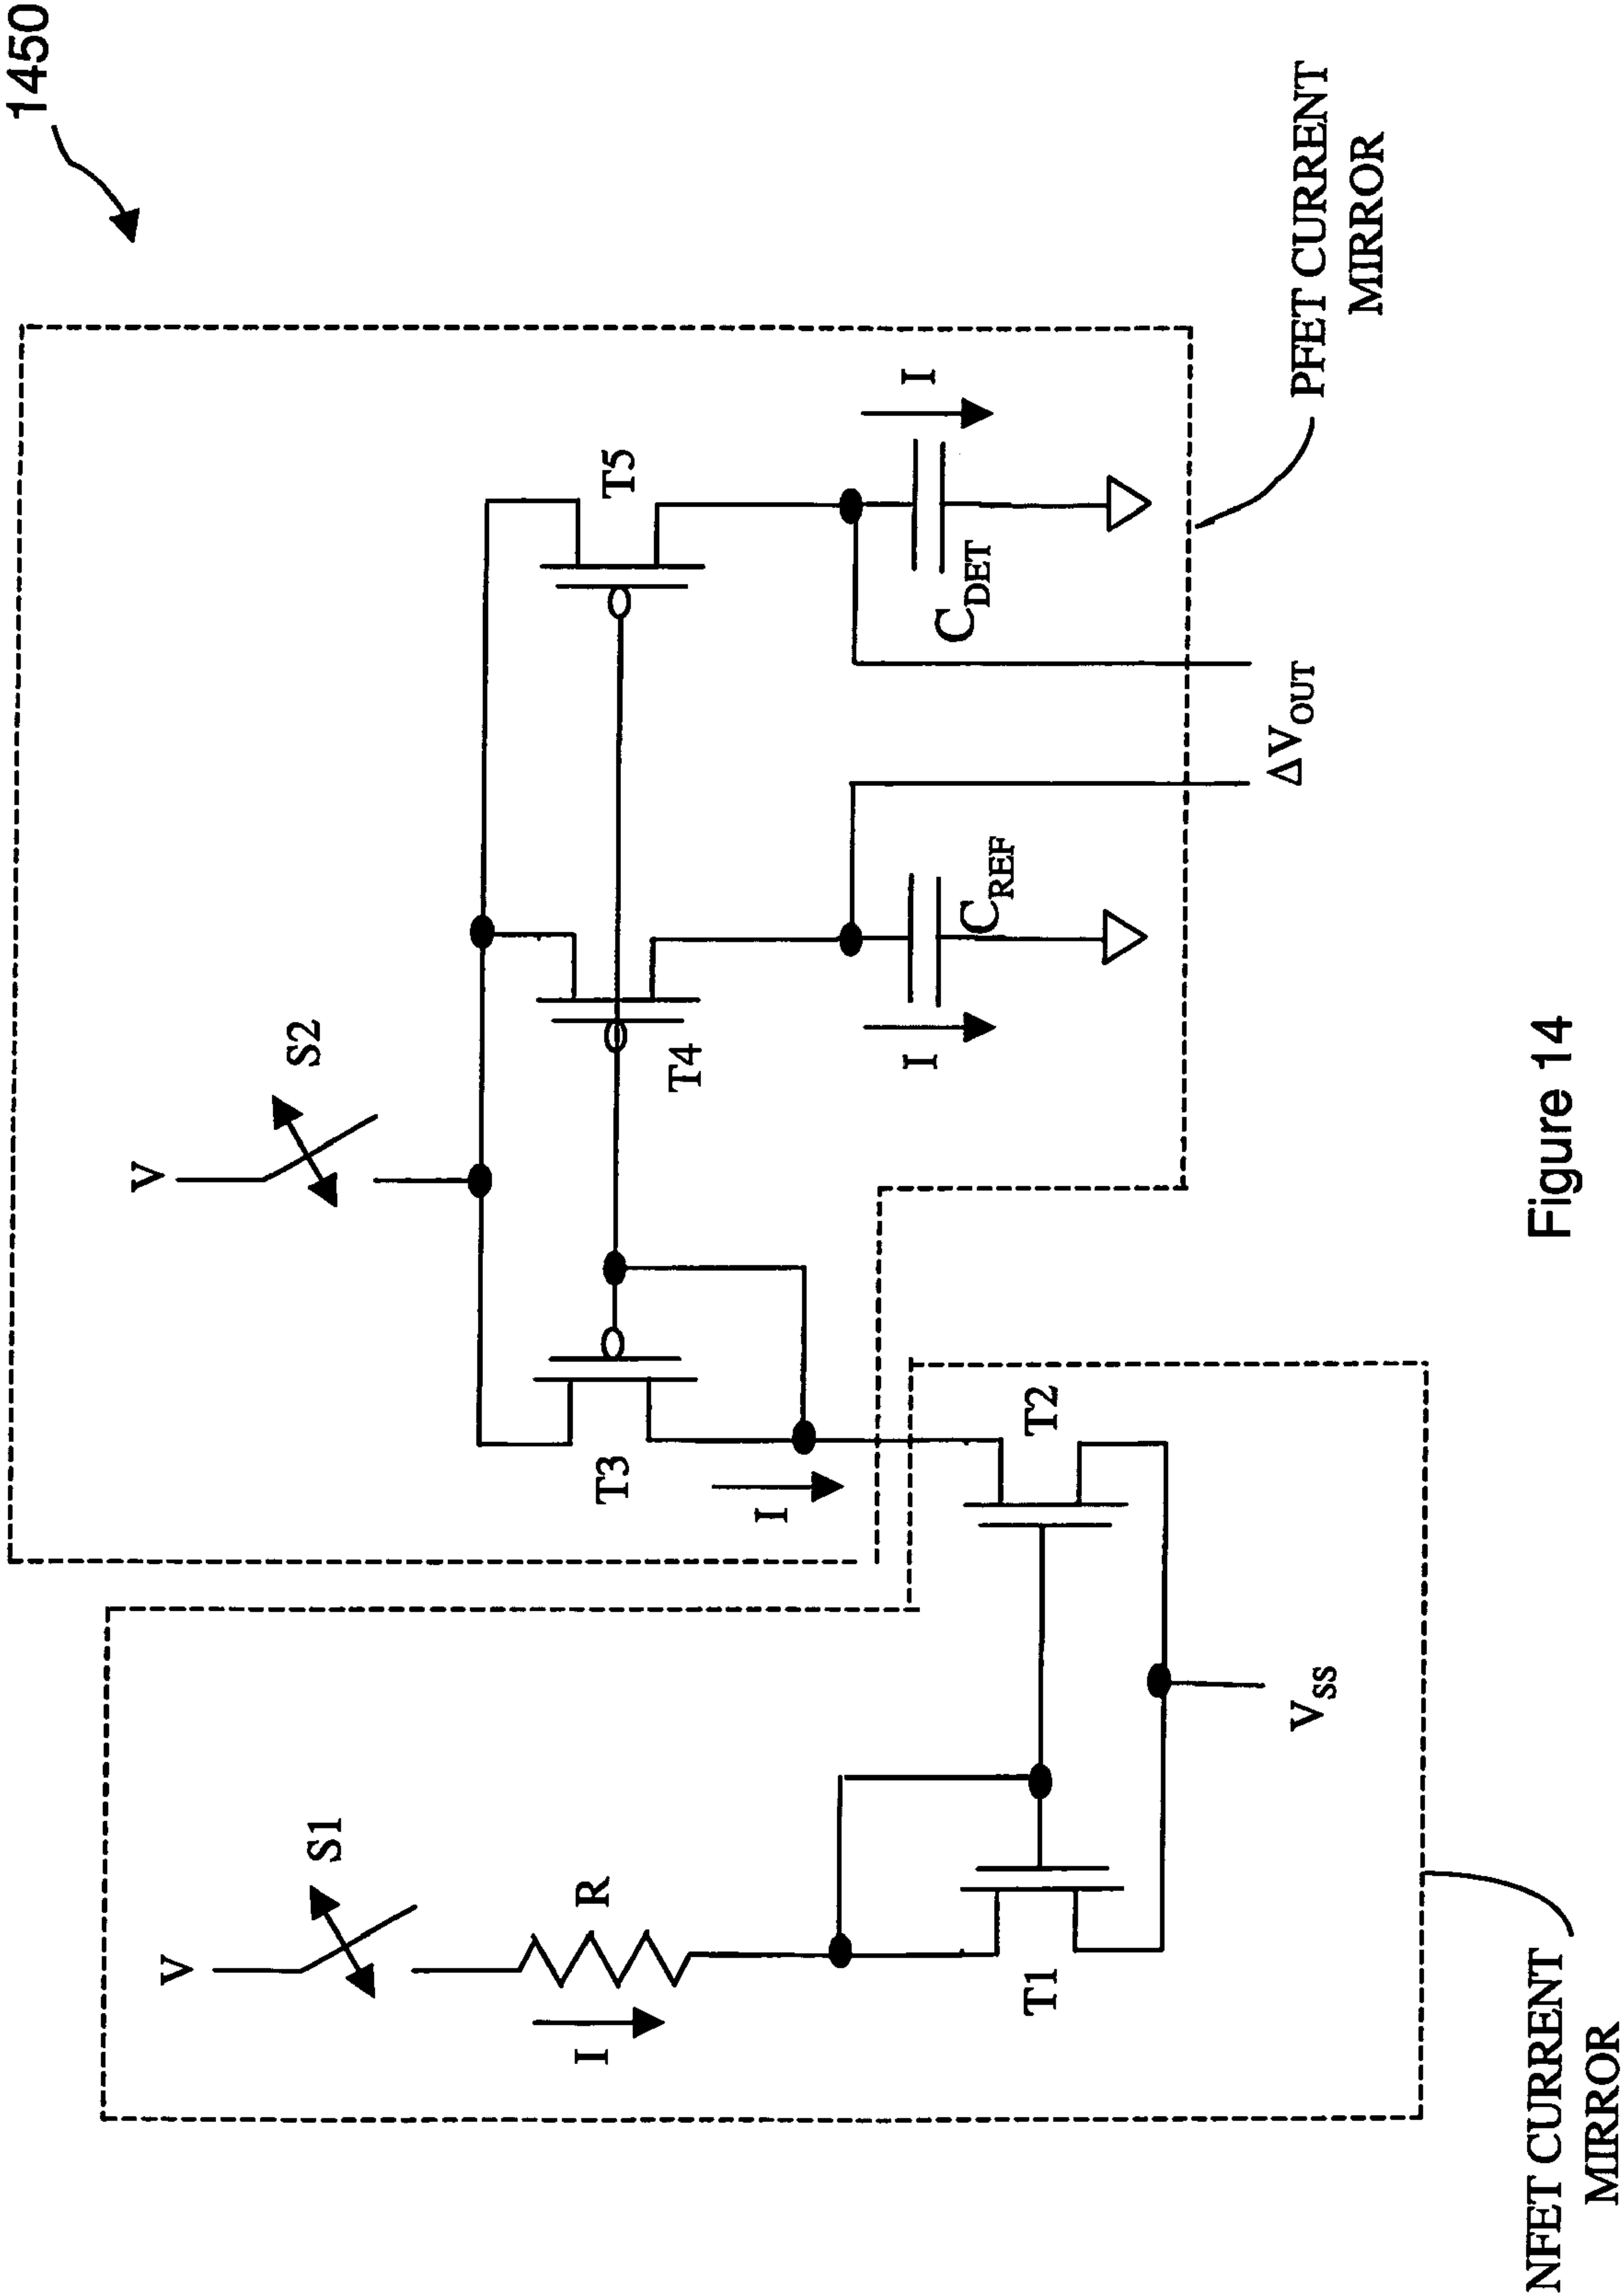 1450
V
S2
V
S1
T5
T3
T4
R
I
I
I
I
C_DET
C_REF
T1
T2
V_SS
ΔV_OUT
PFET CURRENT
MIRROR
NFET CURRENT
MIRROR
Figure 14